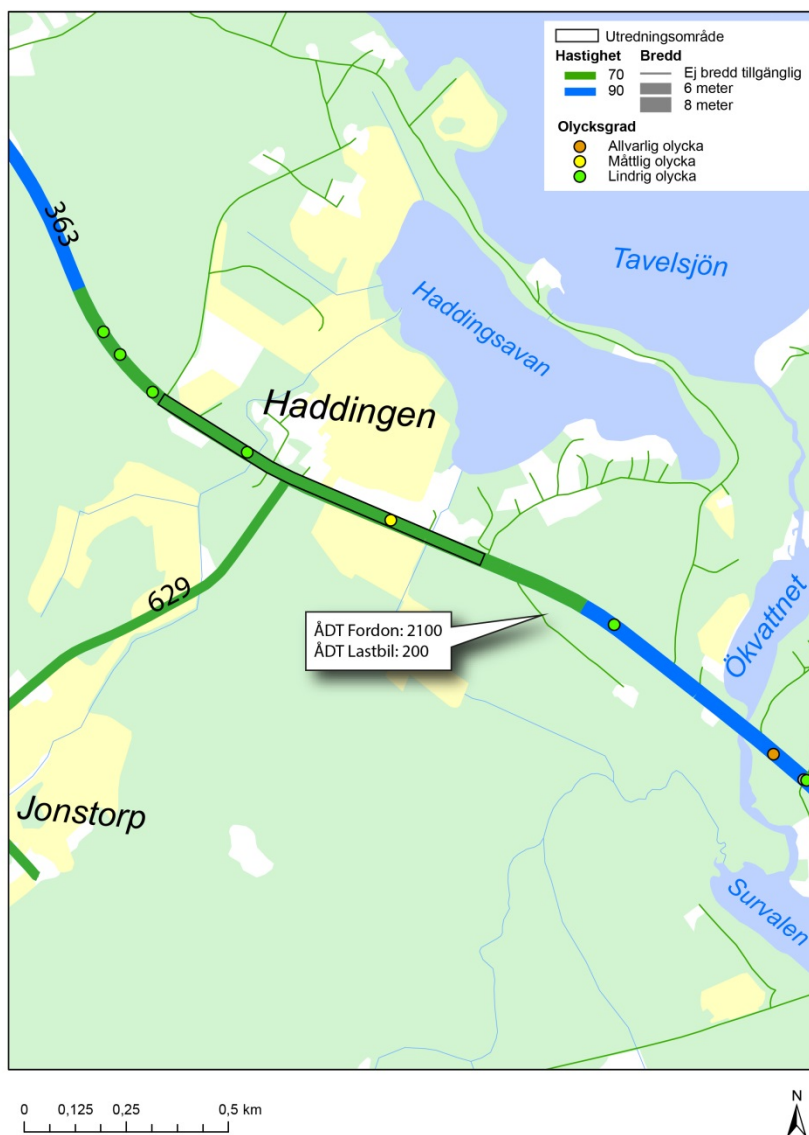 Utredningsområde
Hastighet
70
90
Bredd
Ej bredd tillgänglig
6 meter
8 meter
Olycksgrad
Allvarlig olycka
Måttlig olycka
Lindrig olycka
363
Tavelsjön
Haddingsavan
Haddingen
629
ÅDT Fordon: 2100
ÅDT Lastbil: 200
Ökvattnet
Jonstorp
Survalen
0 0,125 0,25 0,5 km
N